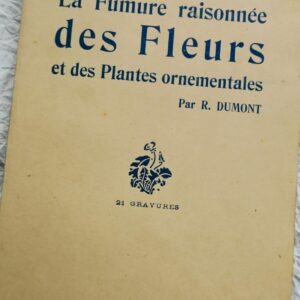 La Fumure raisonnée
des Fleurs
et des Plantes ornementales
Par R. DUMONT
21 GRAVURES